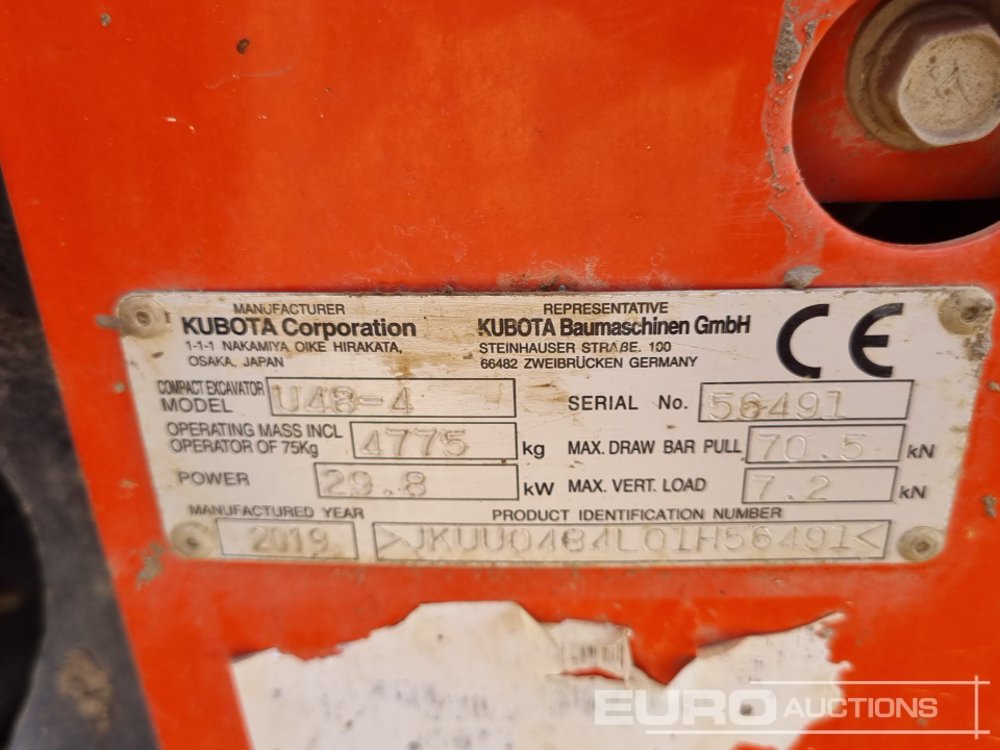 MANUFACTURER
KUBOTA Corporation
1-1-1 NAKAMIYA OIKE HIRAKATA,
OSAKA, JAPAN
REPRESENTATIVE
KUBOTA Baumaschinen GmbH
STEINHAUSER STRAßE. 100
66482 ZWEIBRÜCKEN GERMANY
CE
COMPACT EXCAVATOR
MODEL U48-4
SERIAL No. 56491
OPERATING MASS INCL
OPERATOR OF 75Kg 4775 kg
MAX. DRAW BAR PULL 70.5 kN
POWER 29.8 kW
MAX. VERT. LOAD 7.2 kN
MANUFACTURED YEAR
2019
PRODUCT IDENTIFICATION NUMBER
>JKUU0484L01H56491<
EURO AUCTIONS